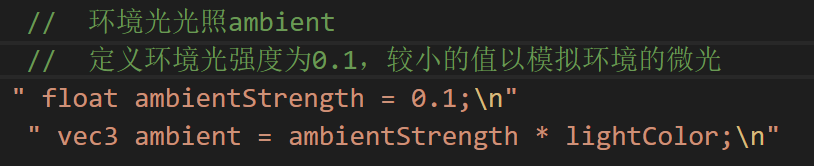 //  环境光光照ambient
//  定义环境光强度为0.1，较小的值以模拟环境的微光
" float ambientStrength = 0.1;\n"
" vec3 ambient = ambientStrength * lightColor;\n"